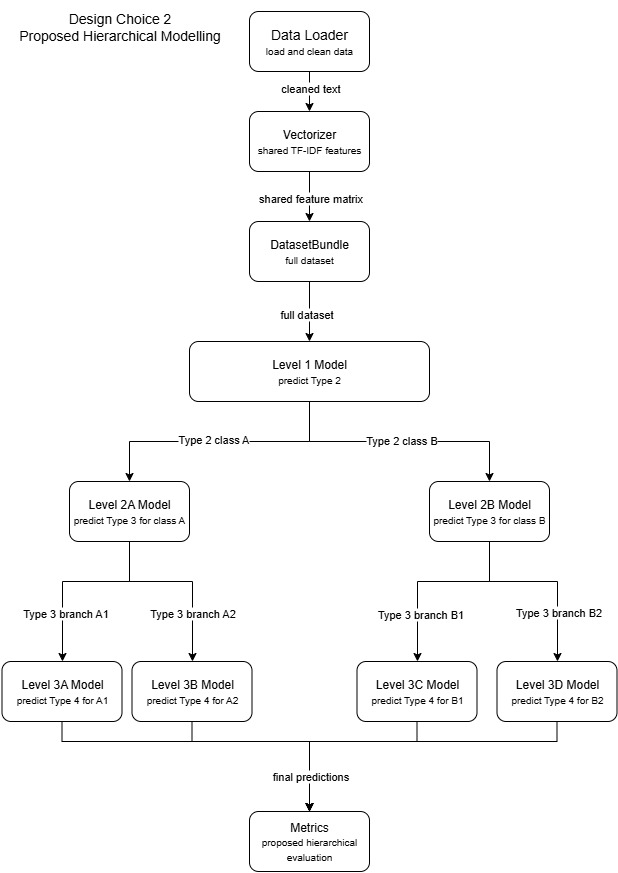 Design Choice 2
Proposed Hierarchical Modelling
Data Loader
load and clean data
cleaned text
Vectorizer
shared TF-IDF features
shared feature matrix
DatasetBundle
full dataset
full dataset
Level 1 Model
predict Type 2
Type 2 class A
Type 2 class B
Level 2A Model
predict Type 3 for class A
Level 2B Model
predict Type 3 for class B
Type 3 branch A1
Type 3 branch A2
Type 3 branch B1
Type 3 branch B2
Level 3A Model
predict Type 4 for A1
Level 3B Model
predict Type 4 for A2
Level 3C Model
predict Type 4 for B1
Level 3D Model
predict Type 4 for B2
final predictions
Metrics
proposed hierarchical
evaluation